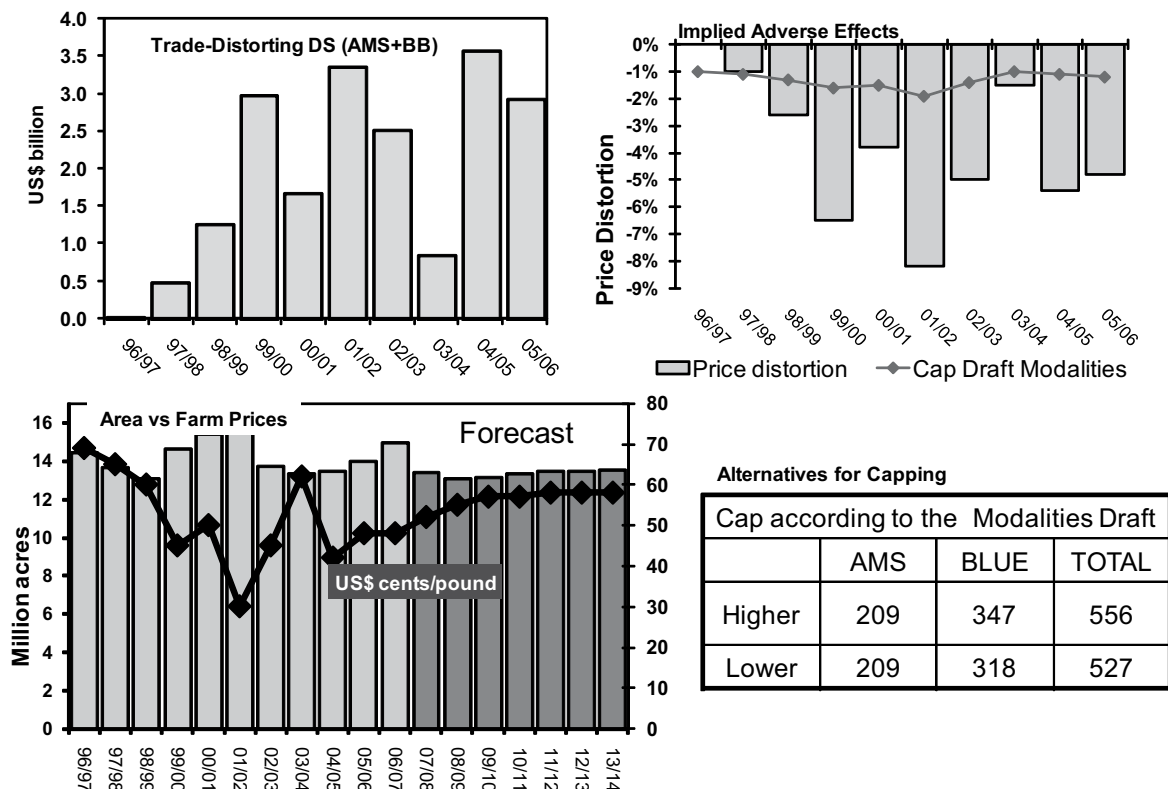 Trade-Distorting DS (AMS+BB)
US$ billion
4.0
3.5
3.0
2.5
2.0
1.5
1.0
0.5
0.0
96/97 97/98 98/99 99/00 00/01 01/02 02/03 03/04 04/05 05/06
Implied Adverse Effects
Price Distortion
0%
-1%
-2%
-3%
-4%
-5%
-6%
-7%
-8%
-9%
96/97 97/98 98/99 99/00 00/01 01/02 02/03 03/04 04/05 05/06
Price distortion Cap Draft Modalities
Area vs Farm Prices
Forecast
Million acres
16
14
12
10
8
6
4
2
0
US$ cents/pound
80
70
60
50
40
30
20
10
0
96/97 97/98 98/99 99/00 00/01 01/02 02/03 03/04 04/05 05/06 06/07 07/08 08/09 09/10 10/11 11/12 12/13 13/14
Alternatives for Capping
Cap according to the Modalities Draft
AMS BLUE TOTAL
Higher 209 347 556
Lower 209 318 527